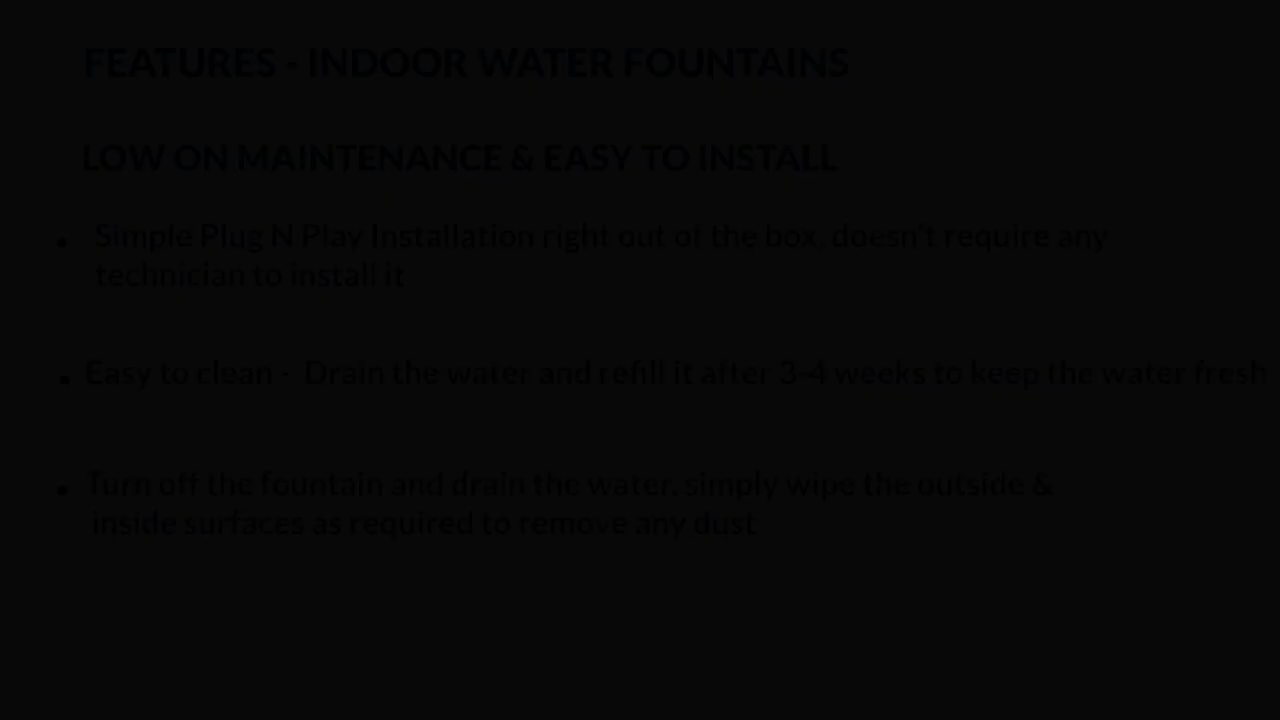 FEATURES - INDOOR WATER FOUNTAINS
LOW ON MAINTENANCE & EASY TO INSTALL
• Simple Plug N Play Installation right out of the box, doesn't require any
technician to install it
• Easy to clean - Drain the water and refill it after 3-4 weeks to keep the water fresh
• Turn off the fountain and drain the water. simply wipe the outside &
inside surfaces as required to remove any dust